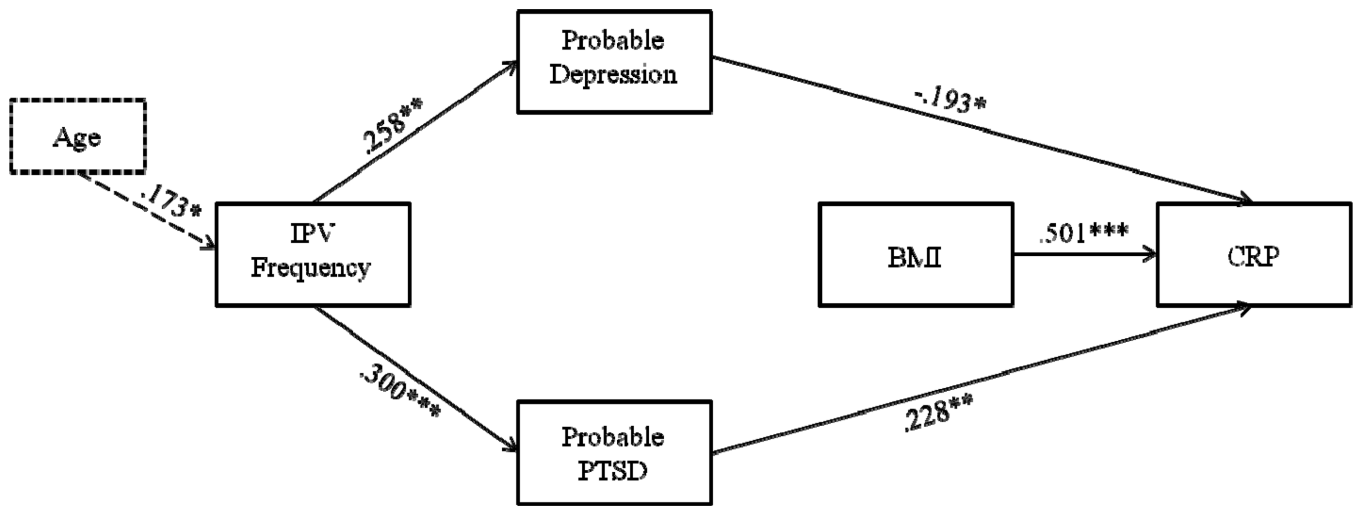 Probable
Depression
-.193*
.258**
Age
.173*
IPV
Frequency
BMI
.501***
CRP
.300***
.228**
Probable
PTSD